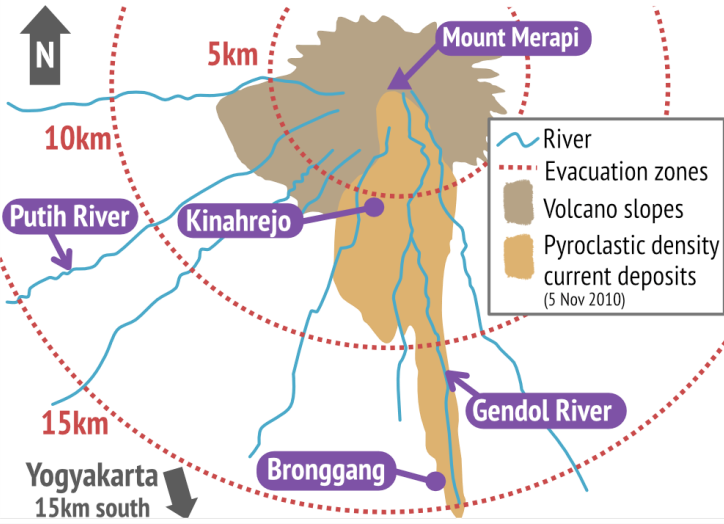 N
5km
Mount Merapi
10km
River
Evacuation zones
Volcano slopes
Pyroclastic density
current deposits
(5 Nov 2010)
Putih River
Kinahrejo
15km
Gendol River
Bronggang
Yogyakarta
15km south